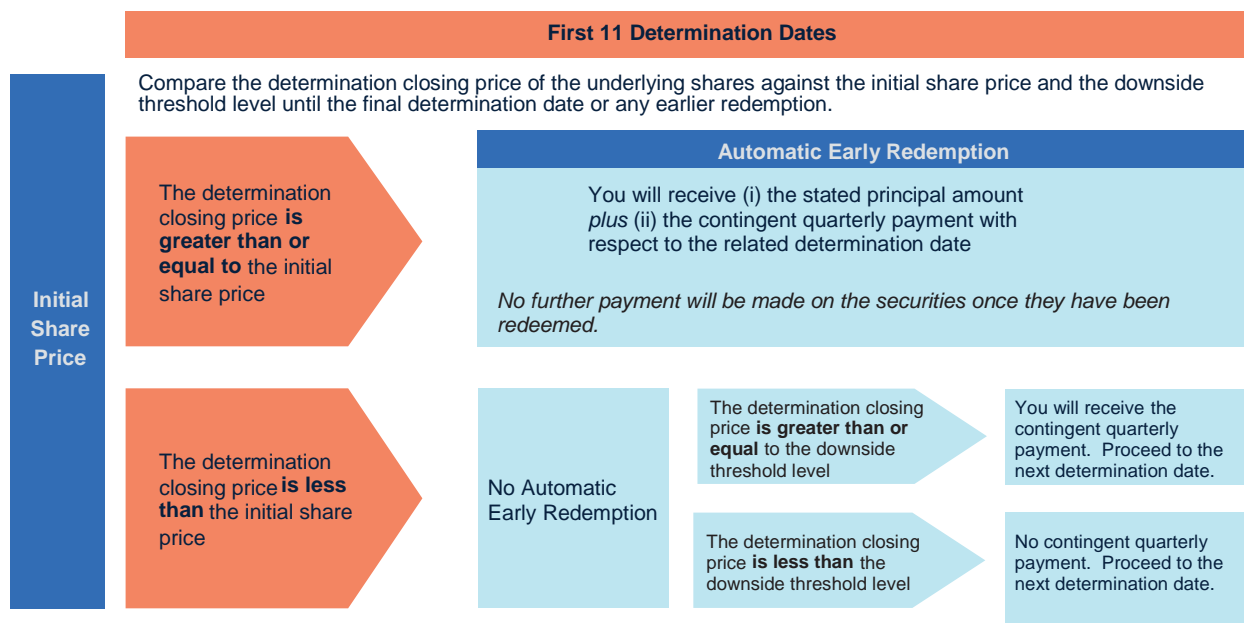 First 11 Determination Dates
Compare the determination closing price of the underlying shares against the initial share price and the downside
threshold level until the final determination date or any earlier redemption.
Initial
Share
Price
The determination
closing price is
greater than or
equal to the initial
share price
Automatic Early Redemption
You will receive (i) the stated principal amount
plus (ii) the contingent quarterly payment with
respect to the related determination date
No further payment will be made on the securities once they have been
redeemed.
The determination
closing price is less
than the initial share
price
No Automatic
Early Redemption
The determination closing
price is greater than or
equal to the downside
threshold level
You will receive the
contingent quarterly
payment.  Proceed to the
next determination date.
The determination closing
price is less than the
downside threshold level
No contingent quarterly
payment.  Proceed to the
next determination date.